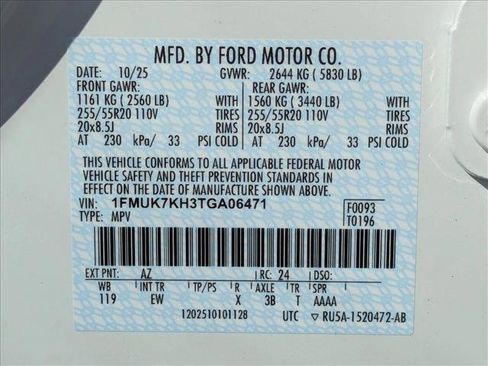 MFD. BY FORD MOTOR CO.
DATE: 10/25 GVWR: 2644 KG ( 5830 LB)
FRONT GAWR: REAR GAWR:
1161 KG ( 2560 LB) WITH 1560 KG ( 3440 LB) WITH
255/55R20 110V TIRES 255/55R20 110V TIRES
20x8.5J RIMS 20x8.5J RIMS
AT 230 kPa/ 33 PSI COLD AT 230 kPa/ 33 PSI COLD
THIS VEHICLE CONFORMS TO ALL APPLICABLE FEDERAL MOTOR
VEHICLE SAFETY AND THEFT PREVENTION STANDARDS IN
EFFECT ON THE DATE OF MANUFACTURE SHOWN ABOVE.
VIN: 1FMUK7KH3TGA06471 F0093
TYPE: MPV T0196
EXT PNT: AZ RC: 24 DSO:
WB INT TR TP/PS R AXLE TR SPR
119 EW X 3B T AAAA
1202510101128 UTC ▽ RU5A-1520472-AB